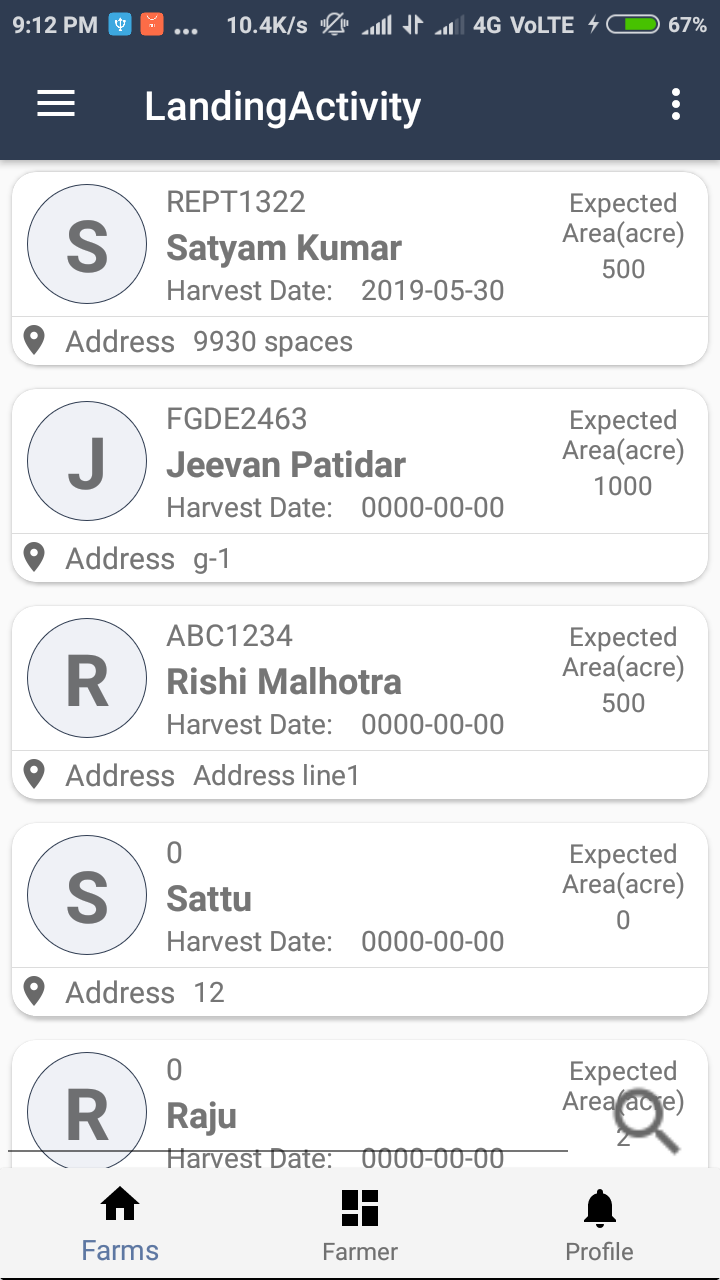 9:12 PM ... 10.4K/s 4G VoLTE 67%
LandingActivity
S
REPT1322
Satyam Kumar
Harvest Date: 2019-05-30
Expected
Area(acre)
500
Address 9930 spaces
J
FGDE2463
Jeevan Patidar
Harvest Date: 0000-00-00
Expected
Area(acre)
1000
Address g-1
R
ABC1234
Rishi Malhotra
Harvest Date: 0000-00-00
Expected
Area(acre)
500
Address Address line1
S
0
Sattu
Harvest Date: 0000-00-00
Expected
Area(acre)
0
Address 12
R
0
Raju
Harvest Date: 0000-00-00
Expected
Area(acre)
2
Farms Farmer Profile